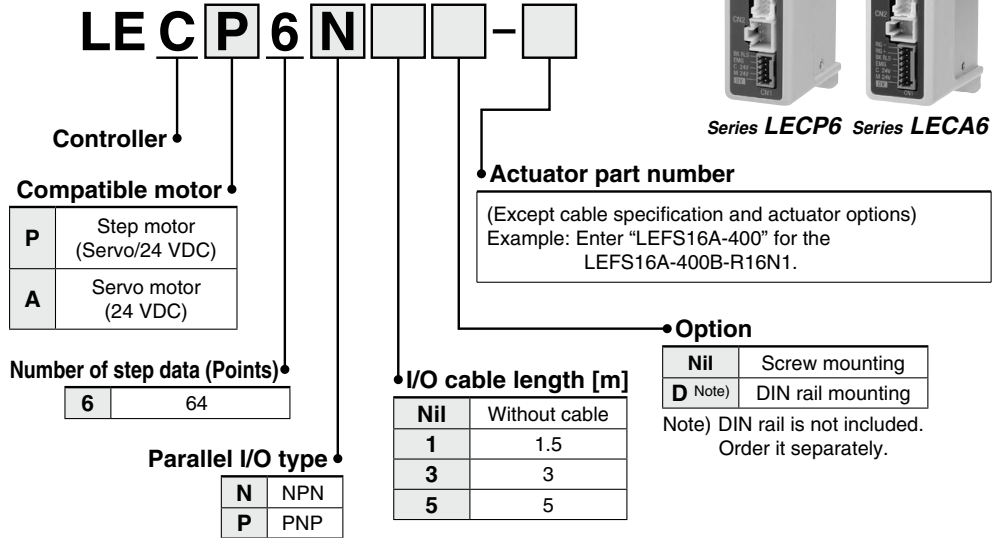 LE C P 6 N –
CN2
CN2
CN1
CN1
Series LECP6 Series LECA6
Controller
Compatible motor
P Step motor
(Servo/24 VDC)
A Servo motor
(24 VDC)
Number of step data (Points)
6 64
Parallel I/O type
N NPN
P PNP
I/O cable length [m]
Nil Without cable
1 1.5
3 3
5 5
Actuator part number
(Except cable specification and actuator options)
Example: Enter “LEFS16A-400” for the
LEFS16A-400B-R16N1.
Option
Nil Screw mounting
D Note) DIN rail mounting
Note) DIN rail is not included.
Order it separately.